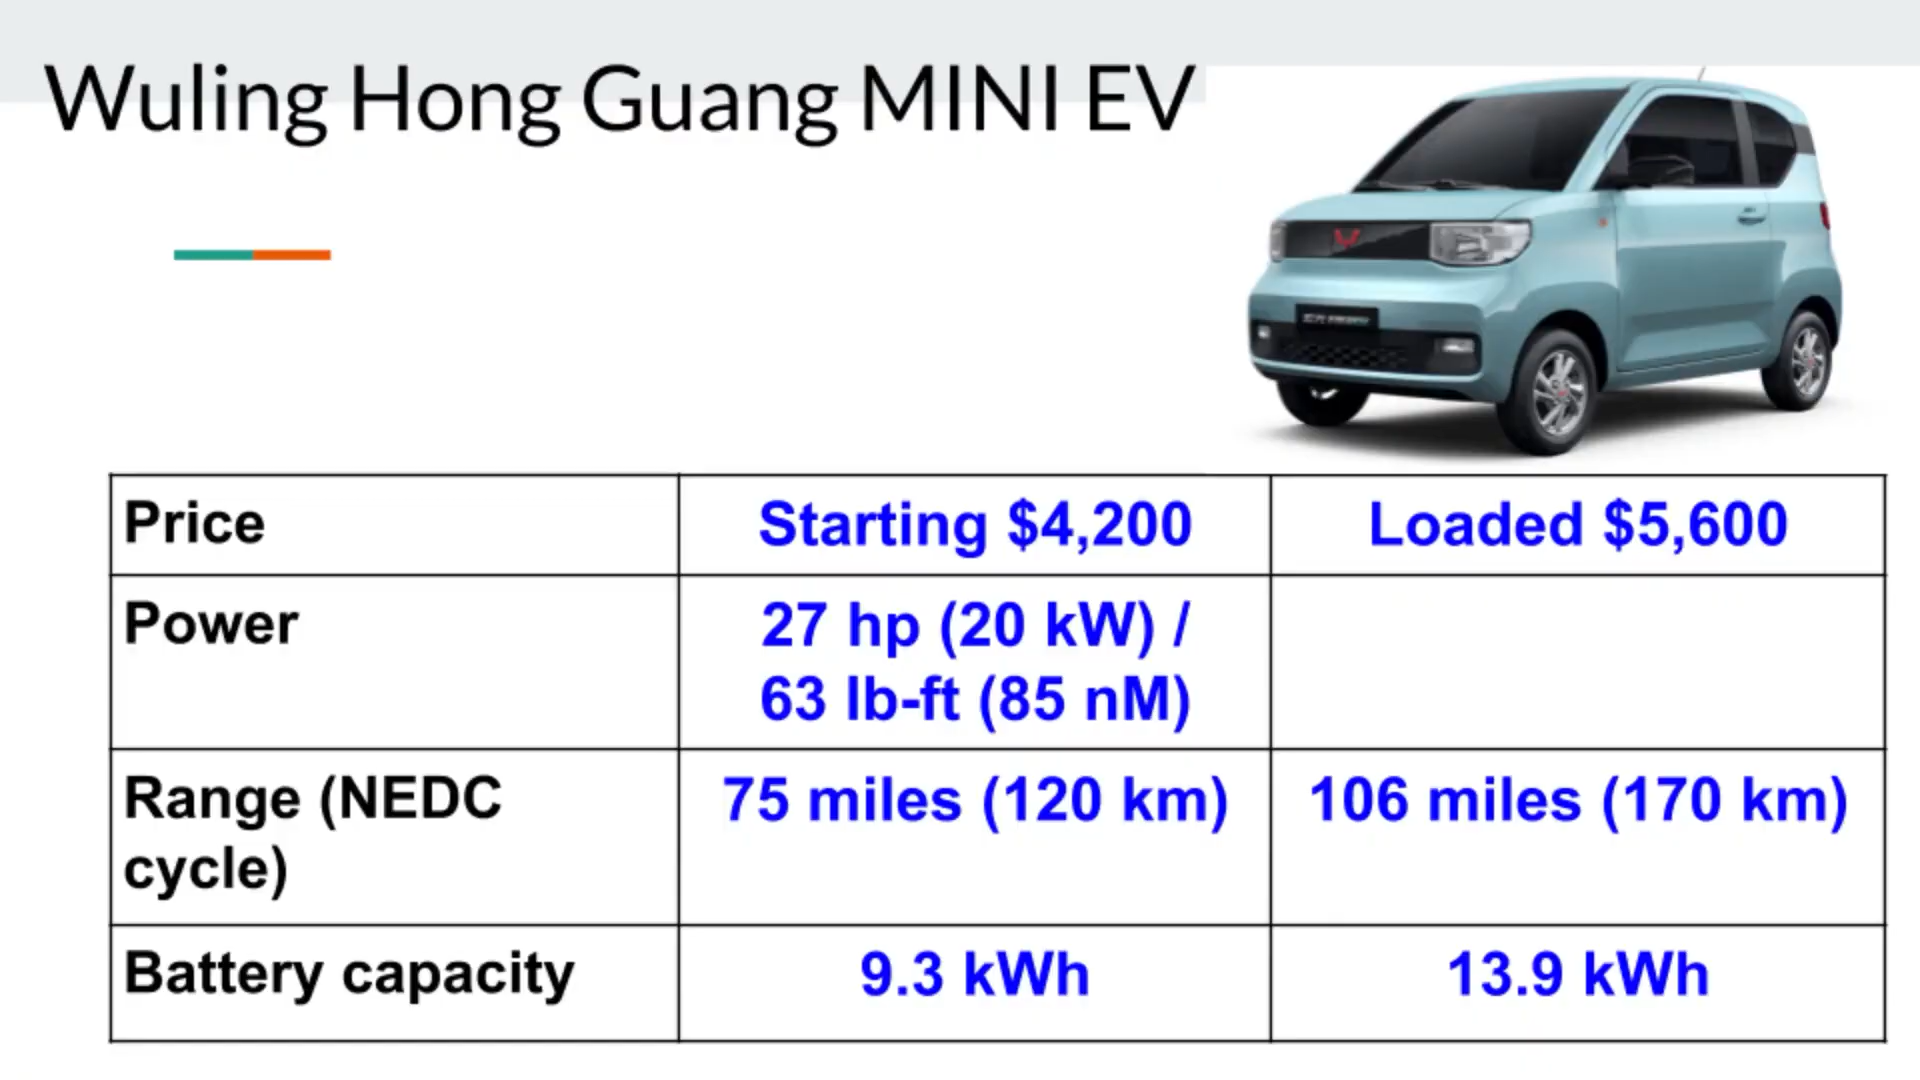 Wuling Hong Guang MINI EV
Price
Starting $4,200
Loaded $5,600
Power
27 hp (20 kW) /
63 lb-ft (85 nM)
Range (NEDC
cycle)
75 miles (120 km)
106 miles (170 km)
Battery capacity
9.3 kWh
13.9 kWh